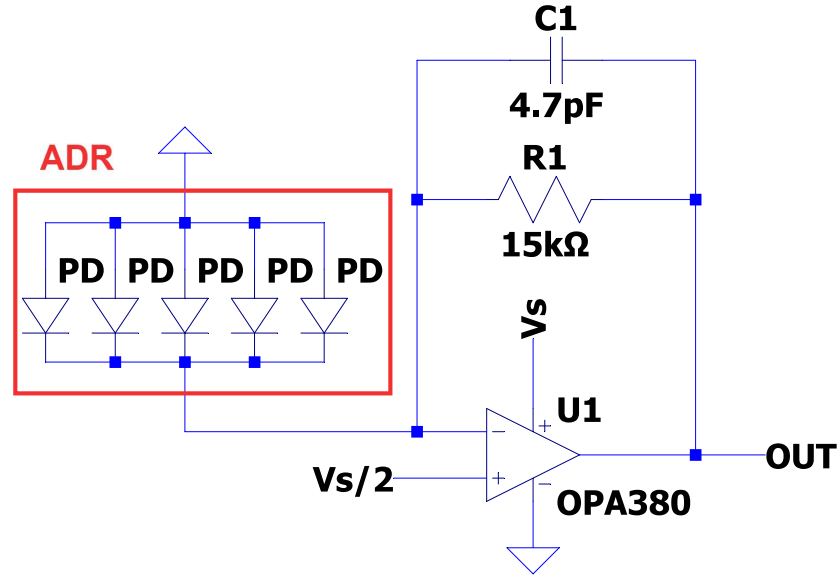 C1
4.7pF
ADR
R1
15kΩ
PD PD PD PD PD
Vs
U1
+
−
+
−
Vs/2
OUT
OPA380